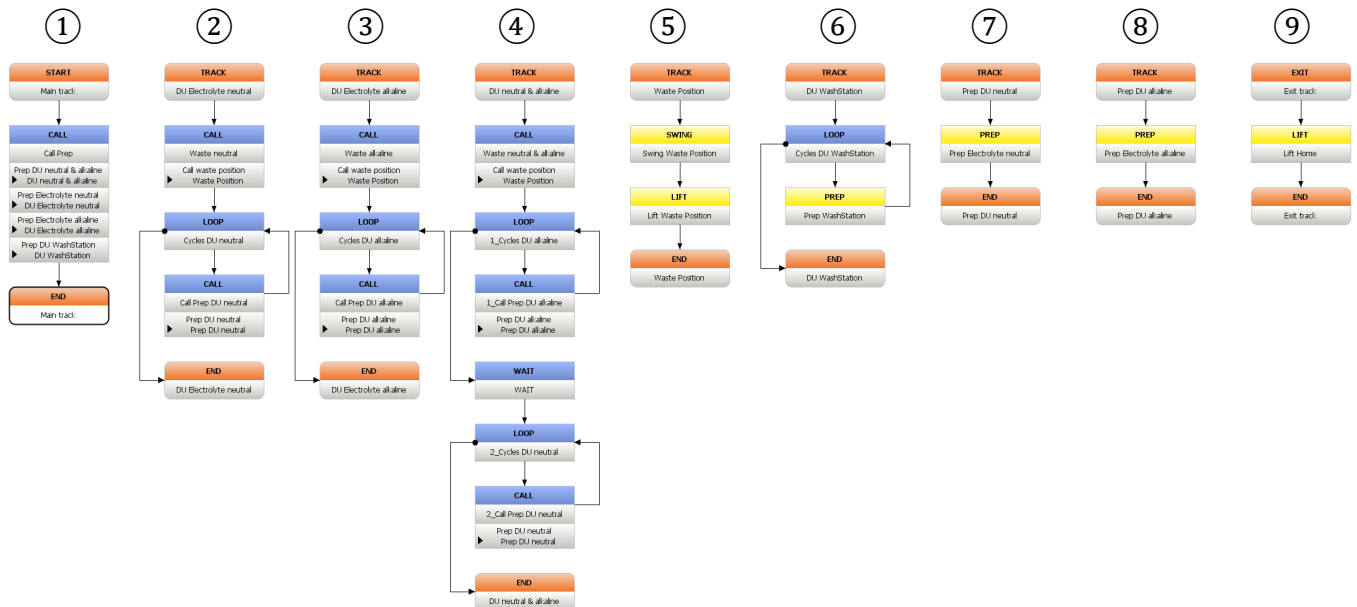 ①
②
③
④
⑤
⑥
⑦
⑧
⑨
START
Main track
CALL
Call Prep
Prep DU neutral & alkaline
DU neutral & alkaline
Prep Electrolyte neutral
DU Electrolyte neutral
Prep Electrolyte alkaline
DU Electrolyte alkaline
Prep DU WashStation
DU WashStation
END
Main track
TRACK
DU Electrolyte neutral
CALL
Waste neutral
Call waste position
Waste Position
LOOP
Cycles DU neutral
CALL
Call Prep DU neutral
Prep DU neutral
Prep DU neutral
END
DU Electrolyte neutral
TRACK
DU Electrolyte alkaline
CALL
Waste alkaline
Call waste position
Waste Position
LOOP
Cycles DU alkaline
CALL
Call Prep DU alkaline
Prep DU alkaline
Prep DU alkaline
END
DU Electrolyte alkaline
TRACK
DU neutral & alkaline
CALL
Waste neutral & alkaline
Call waste position
Waste Position
LOOP
1_Cycles DU alkaline
CALL
1_Call Prep DU alkaline
Prep DU alkaline
Prep DU alkaline
WAIT
WAIT
LOOP
2_Cycles DU neutral
CALL
2_Call Prep DU neutral
Prep DU neutral
Prep DU neutral
END
DU neutral & alkaline
TRACK
Waste Position
SWING
Swing Waste Position
LIFT
Lift Waste Position
END
Waste Position
TRACK
DU WashStation
LOOP
Cycles DU WashStation
PREP
Prep WashStation
END
DU WashStation
TRACK
Prep DU neutral
PREP
Prep Electrolyte neutral
END
Prep DU neutral
TRACK
Prep DU alkaline
PREP
Prep Electrolyte alkaline
END
Prep DU alkaline
EXIT
Exit track
LIFT
Lift Home
END
Exit track